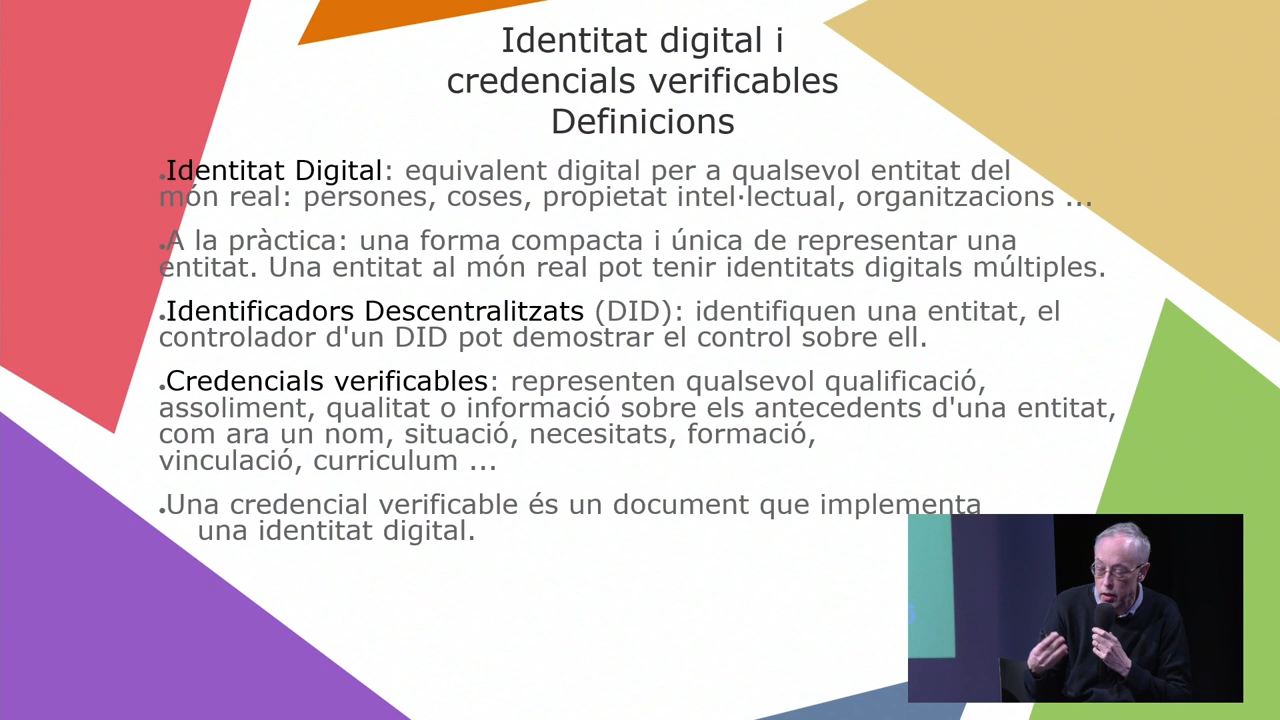 Identitat digital i
credencials verificables
Definicions
●Identitat Digital: equivalent digital per a qualsevol entitat del
món real: persones, coses, propietat intel·lectual, organitzacions ...
●A la pràctica: una forma compacta i única de representar una
entitat. Una entitat al món real pot tenir identitats digitals múltiples.
●Identificadors Descentralitzats (DID): identifiquen una entitat, el
controlador d'un DID pot demostrar el control sobre ell.
●Credencials verificables: representen qualsevol qualificació,
assoliment, qualitat o informació sobre els antecedents d'una entitat,
com ara un nom, situació, necesitats, formació,
vinculació, curriculum ...
●Una credencial verificable és un document que implementa
una identitat digital.